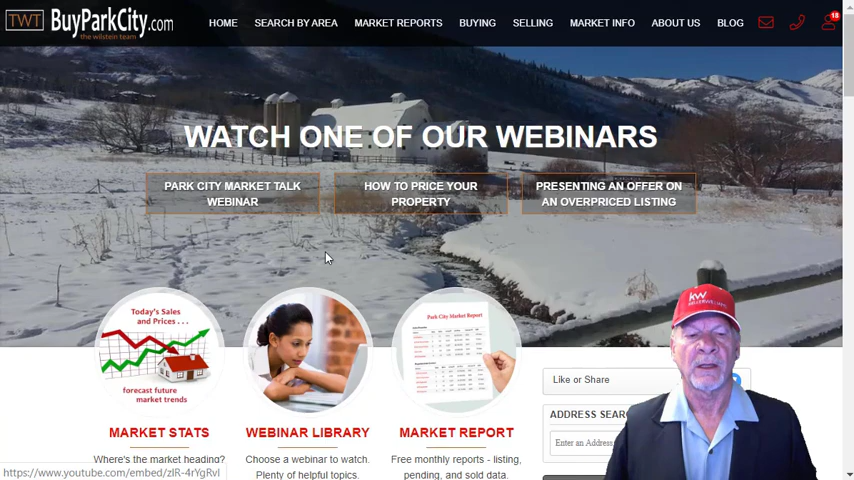 TWT BuyParkCity.com
the wilstein team
HOME SEARCH BY AREA MARKET REPORTS BUYING SELLING MARKET INFO ABOUT US BLOG 18
WATCH ONE OF OUR WEBINARS
PARK CITY MARKET TALK
WEBINAR
HOW TO PRICE YOUR
PROPERTY
PRESENTING AN OFFER ON
AN OVERPRICED LISTING
Today's Sales
and Prices . . .
forecast future
market trends
Park City Market Report
kw
KELLERWILLIAMS
Like or Share
ADDRESS SEARC
Enter an Address
MARKET STATS
Where's the market heading?
WEBINAR LIBRARY
Choose a webinar to watch.
Plenty of helpful topics.
MARKET REPORT
Free monthly reports - listing,
pending, and sold data.
https://www.youtube.com/embed/zIR-4rYgRvI